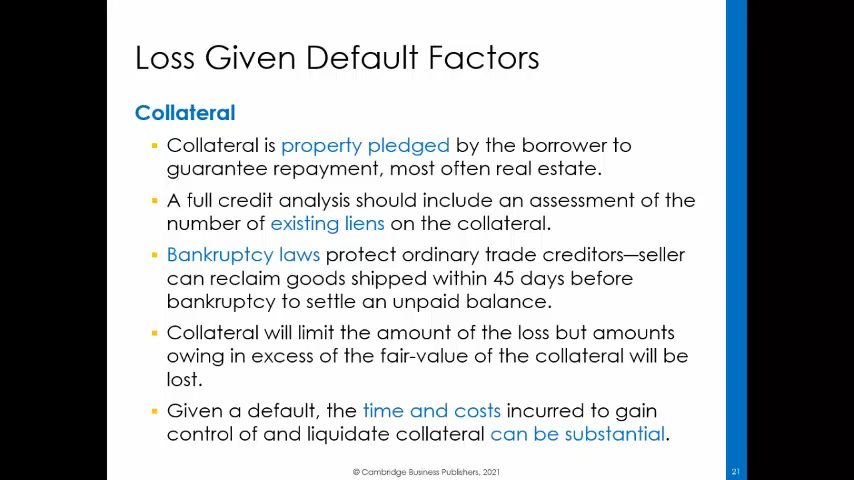 Loss Given Default Factors
Collateral
▪ Collateral is property pledged by the borrower to
guarantee repayment, most often real estate.
▪ A full credit analysis should include an assessment of the
number of existing liens on the collateral.
▪ Bankruptcy laws protect ordinary trade creditors—seller
can reclaim goods shipped within 45 days before
bankruptcy to settle an unpaid balance.
▪ Collateral will limit the amount of the loss but amounts
owing in excess of the fair-value of the collateral will be
lost.
▪ Given a default, the time and costs incurred to gain
control of and liquidate collateral can be substantial.
© Cambridge Business Publishers, 2021
21